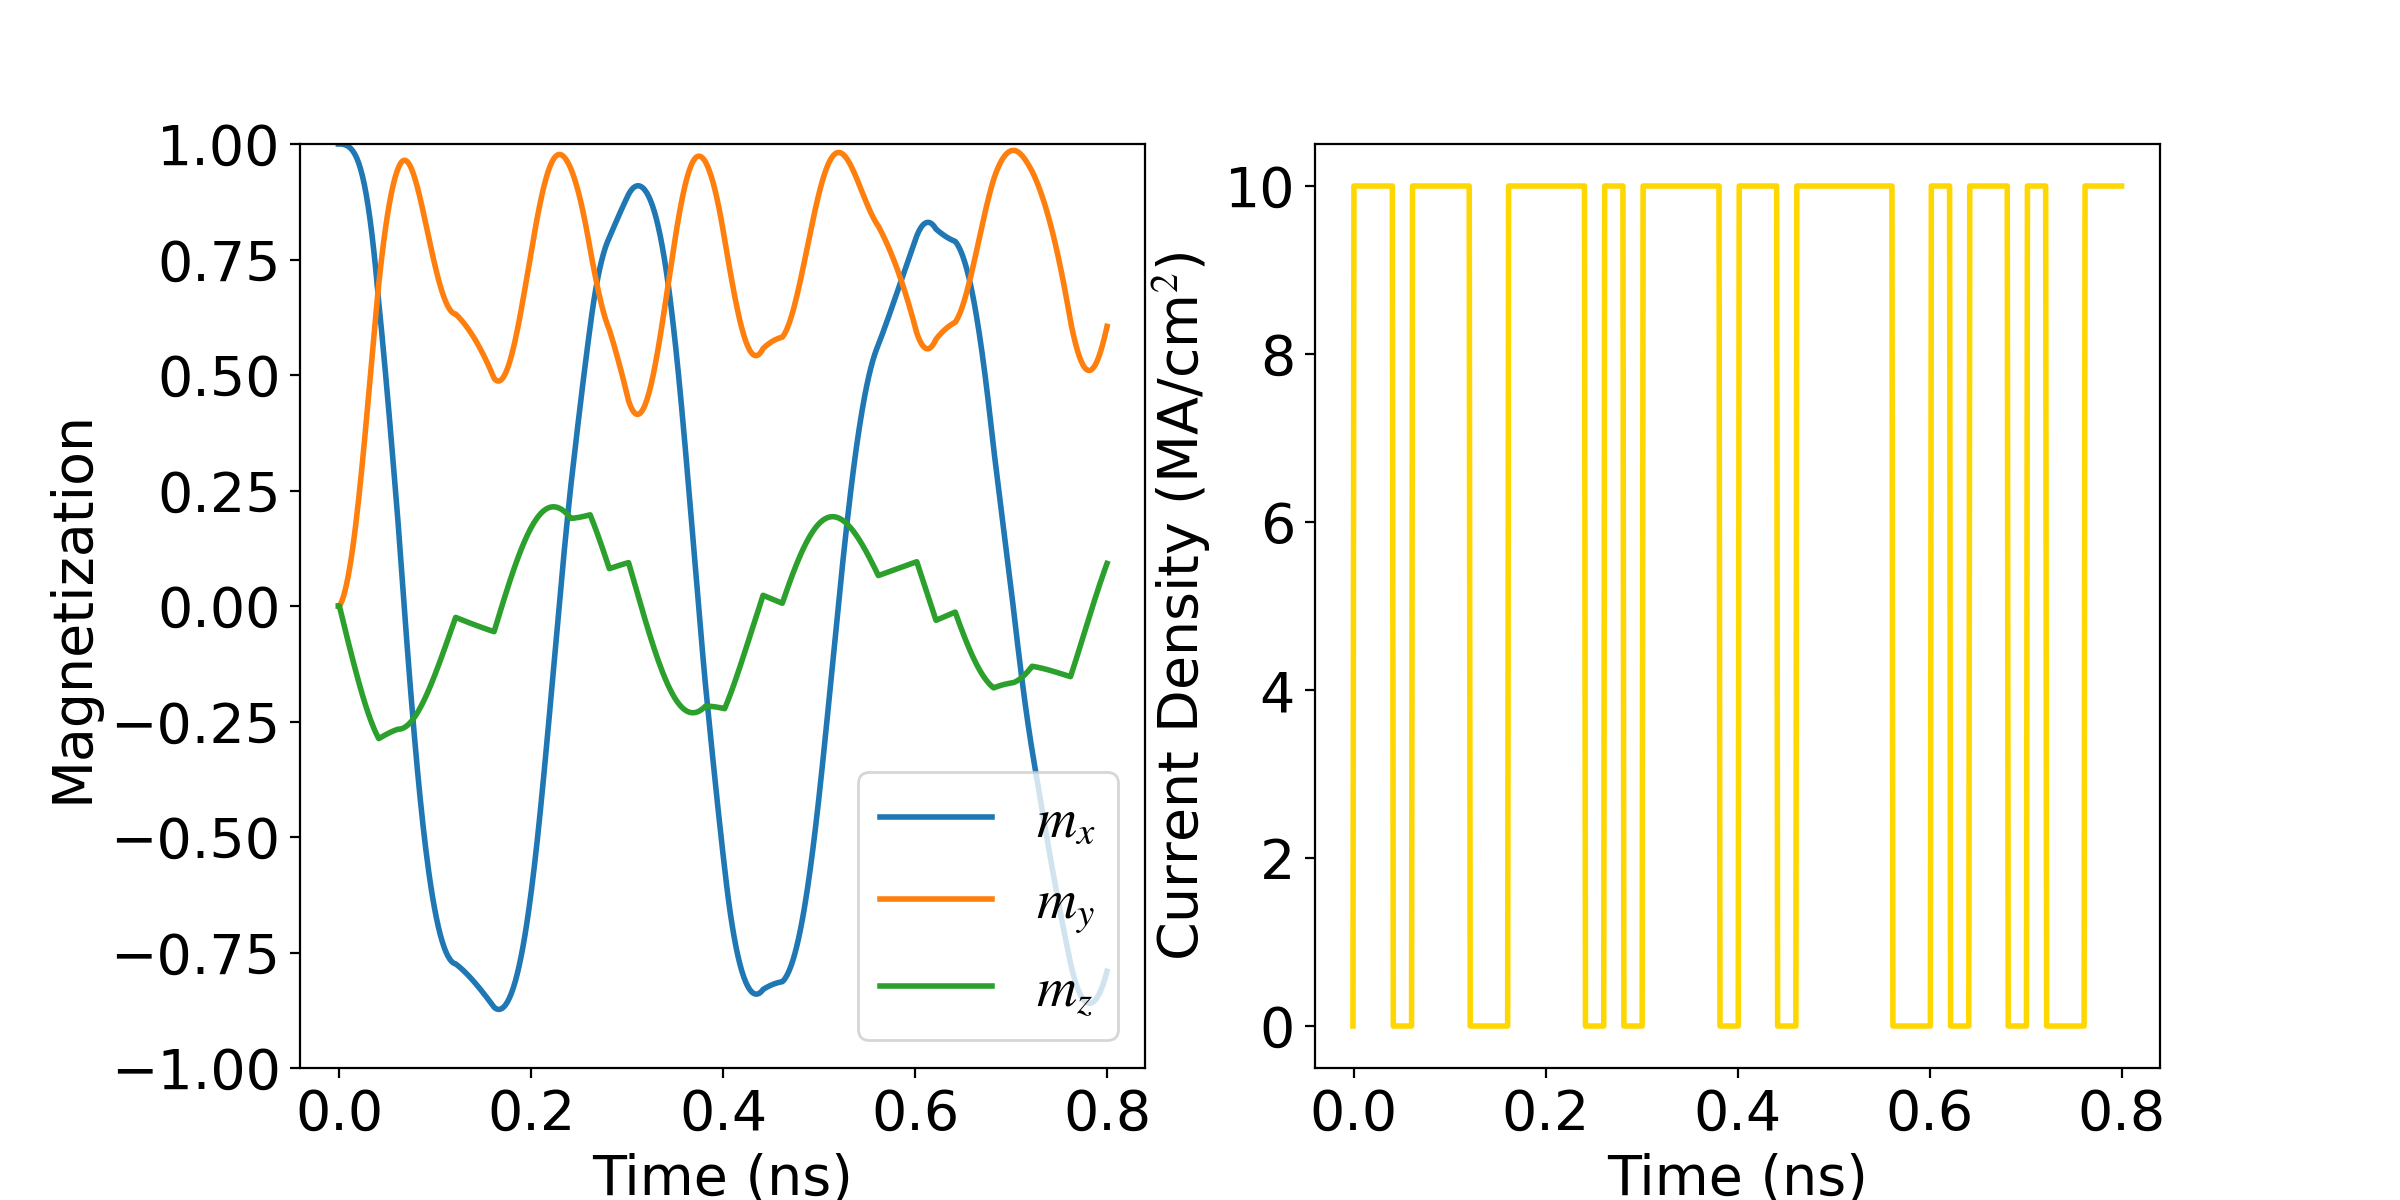 1.00
0.75
0.50
0.25
0.00
−0.25
−0.50
−0.75
−1.00
Magnetization
0.0 0.2 0.4 0.6 0.8
Time (ns)
m_x
m_y
m_z
10
8
6
4
2
0
Current Density (MA/cm²)
0.0 0.2 0.4 0.6 0.8
Time (ns)